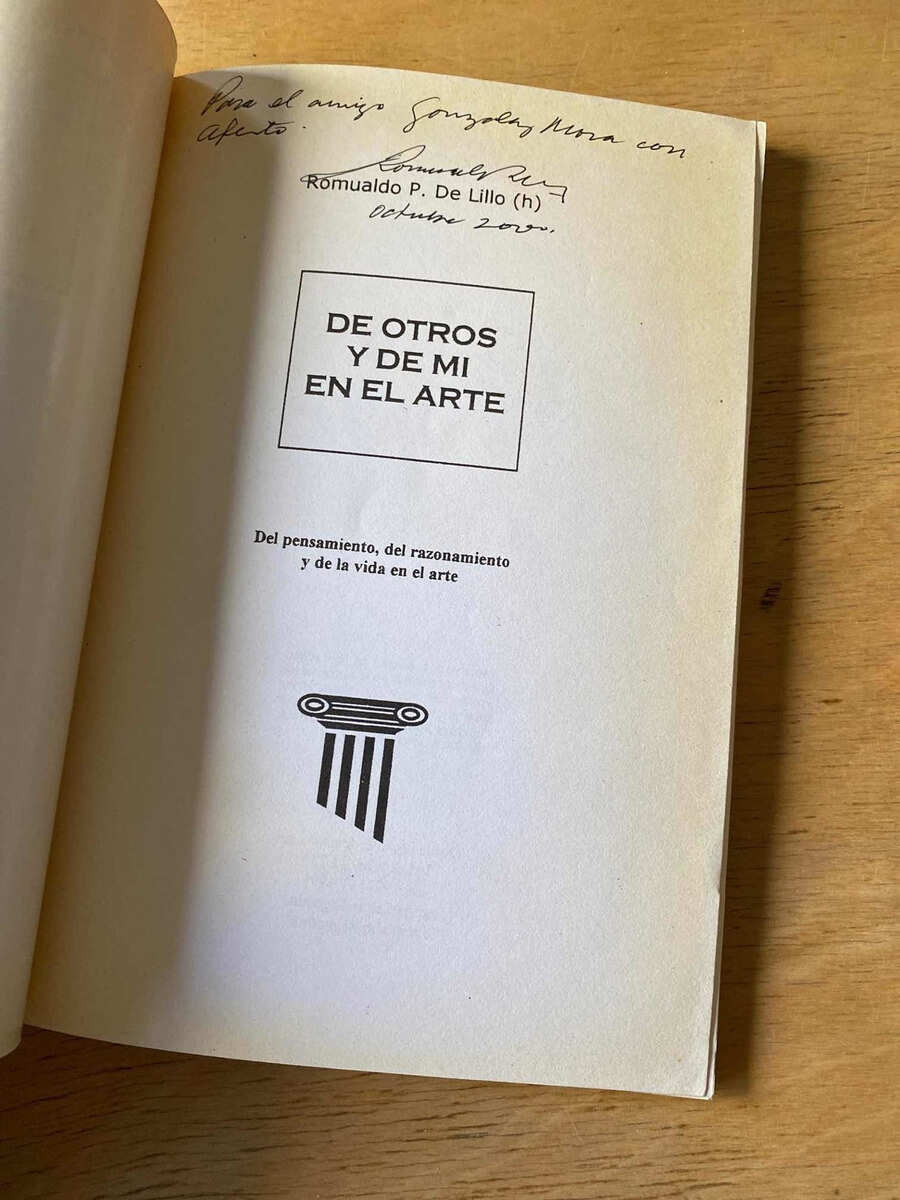 Para el amigo Gonzalez Mora con
afecto.
Romualdo
Romualdo P. De Lillo (h)
Octubre 2000.
DE OTROS
Y DE MI
EN EL ARTE
Del pensamiento, del razonamiento
y de la vida en el arte